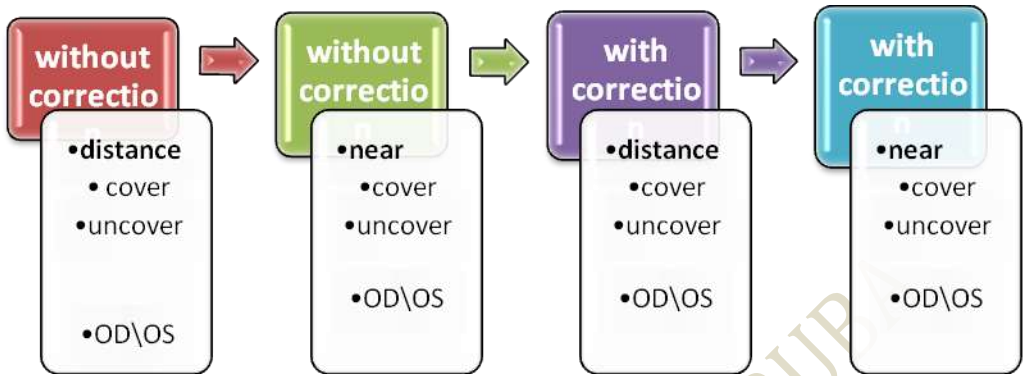 without
correctio
n
•distance
•cover
•uncover
•OD\OS
without
correctio
n
•near
•cover
•uncover
•OD\OS
with
correctio
n
•distance
•cover
•uncover
•OD\OS
with
correctio
n
•near
•cover
•uncover
•OD\OS